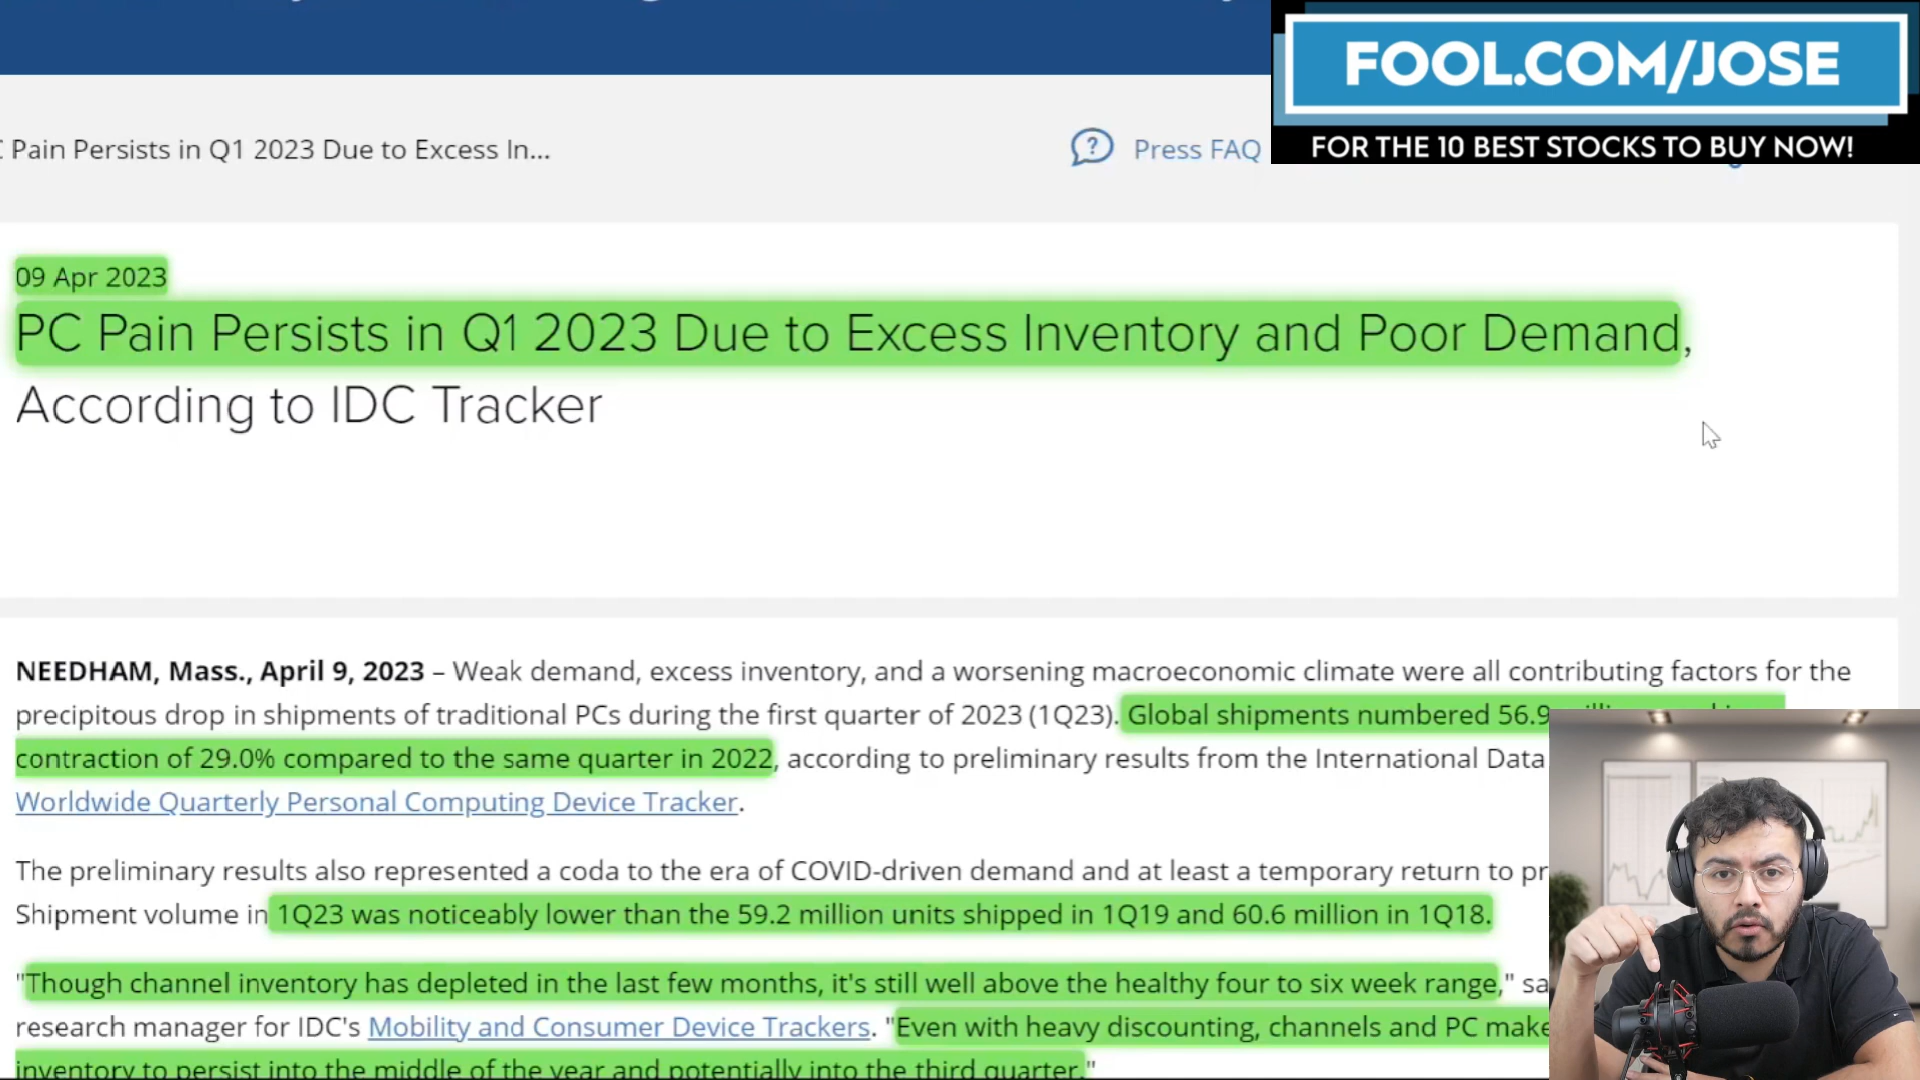 FOOL.COM/JOSE
FOR THE 10 BEST STOCKS TO BUY NOW!
Pain Persists in Q1 2023 Due to Excess In...
Press FAQ
09 Apr 2023
PC Pain Persists in Q1 2023 Due to Excess Inventory and Poor Demand,
According to IDC Tracker
NEEDHAM, Mass., April 9, 2023 – Weak demand, excess inventory, and a worsening macroeconomic climate were all contributing factors for the
precipitous drop in shipments of traditional PCs during the first quarter of 2023 (1Q23). Global shipments numbered 56.9
contraction of 29.0% compared to the same quarter in 2022, according to preliminary results from the International Data
Worldwide Quarterly Personal Computing Device Tracker.
The preliminary results also represented a coda to the era of COVID-driven demand and at least a temporary return to
Shipment volume in 1Q23 was noticeably lower than the 59.2 million units shipped in 1Q19 and 60.6 million in 1Q18.
"Though channel inventory has depleted in the last few months, it's still well above the healthy four to six week range,"
research manager for IDC's Mobility and Consumer Device Trackers. "Even with heavy discounting, channels and PC
inventory to persist into the middle of the year and potentially into the third quarter."